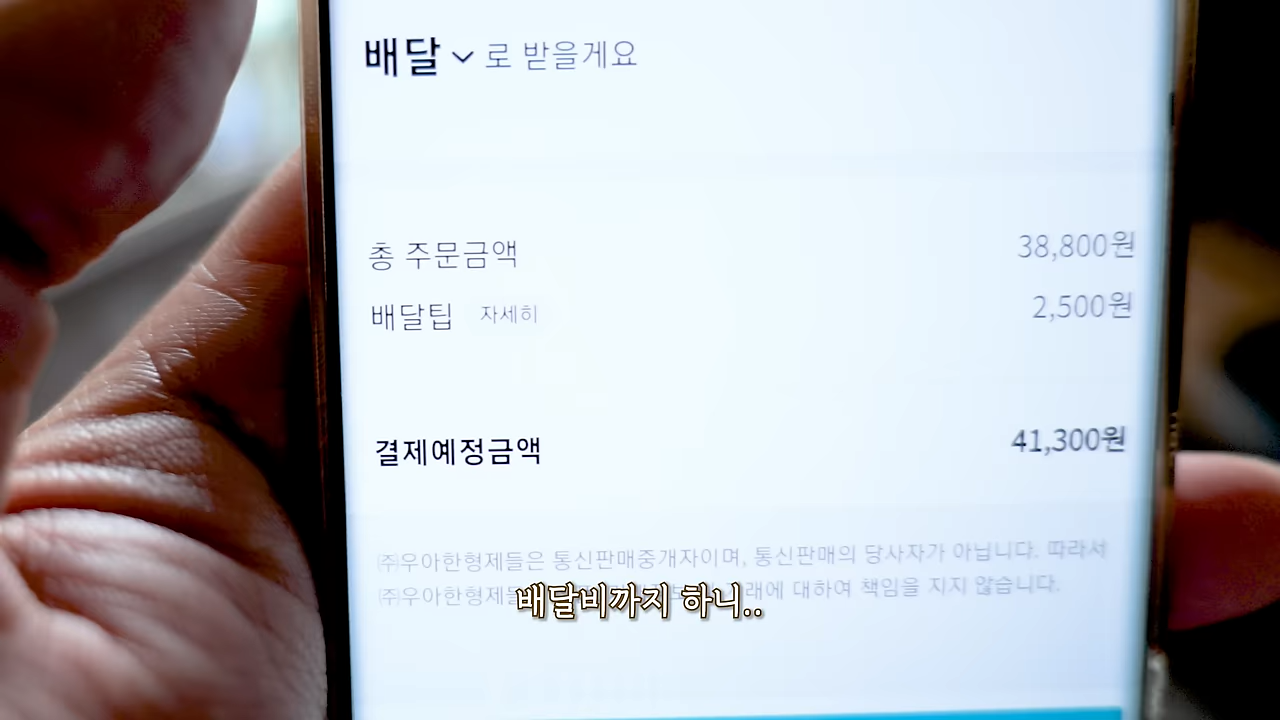 배달 로 받을게요
총 주문금액 38,800원
배달팁 자세히 2,500원
결제예정금액 41,300원
㈜우아한형제들은 통신판매중개자이며, 통신판매의 당사자가 아닙니다. 따라서
㈜우아한형제들 래에 대하여 책임을 지지 않습니다.
배달비까지 하니..